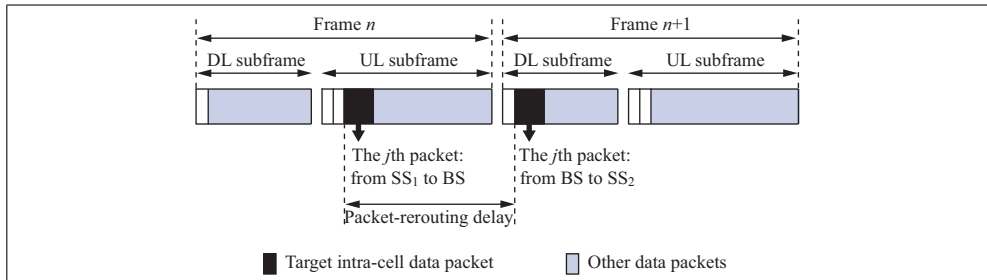 Frame n
Frame n+1
DL subframe
UL subframe
DL subframe
UL subframe
The jth packet:
from SS₁ to BS
The jth packet:
from BS to SS₂
Packet-rerouting delay
Target intra-cell data packet
Other data packets